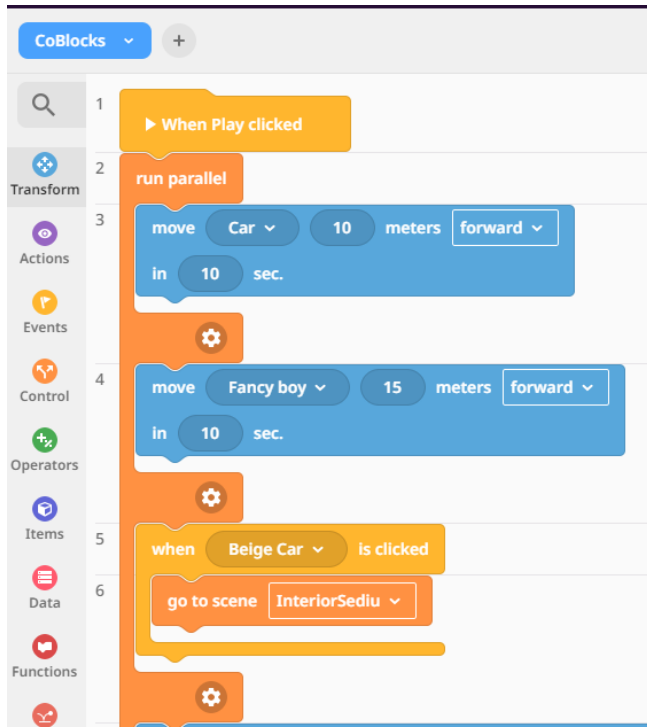 CoBlocks
+
1
When Play clicked
2
run parallel
Transform
3
move Car 10 meters forward
in 10 sec.
Actions
Events
4
move Fancy boy 15 meters forward
in 10 sec.
Control
Operators
Items
5
when Beige Car is clicked
6
go to scene InteriorSediu
Data
Functions